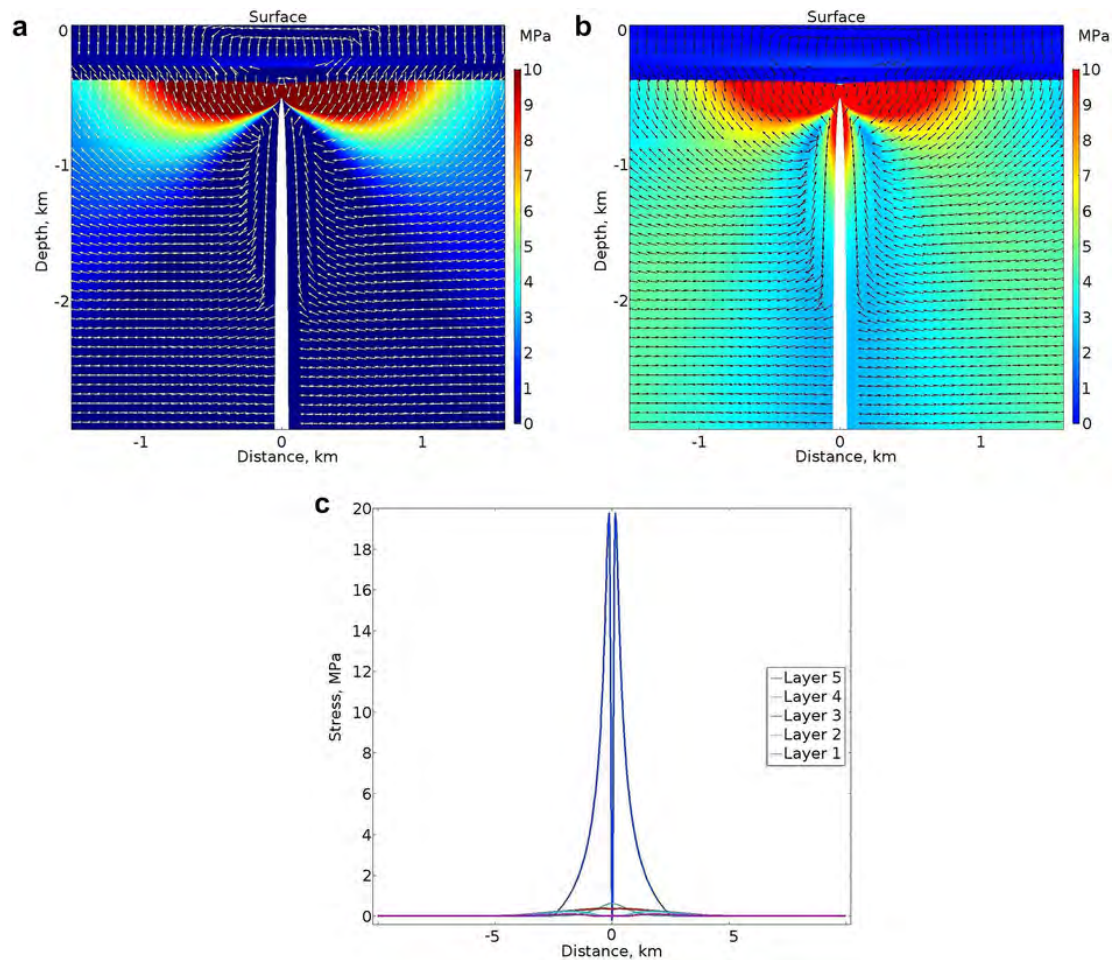 a
Surface
MPa
0
-1
-2
Depth, km
10
9
8
7
6
5
4
3
2
1
0
-1
0
1
Distance, km
b
Surface
MPa
0
-1
-2
Depth, km
10
9
8
7
6
5
4
3
2
1
0
-1
0
1
Distance, km
c
20
18
16
14
12
10
8
6
4
2
0
Stress, MPa
Layer 5
Layer 4
Layer 3
Layer 2
Layer 1
-5
0
5
Distance, km